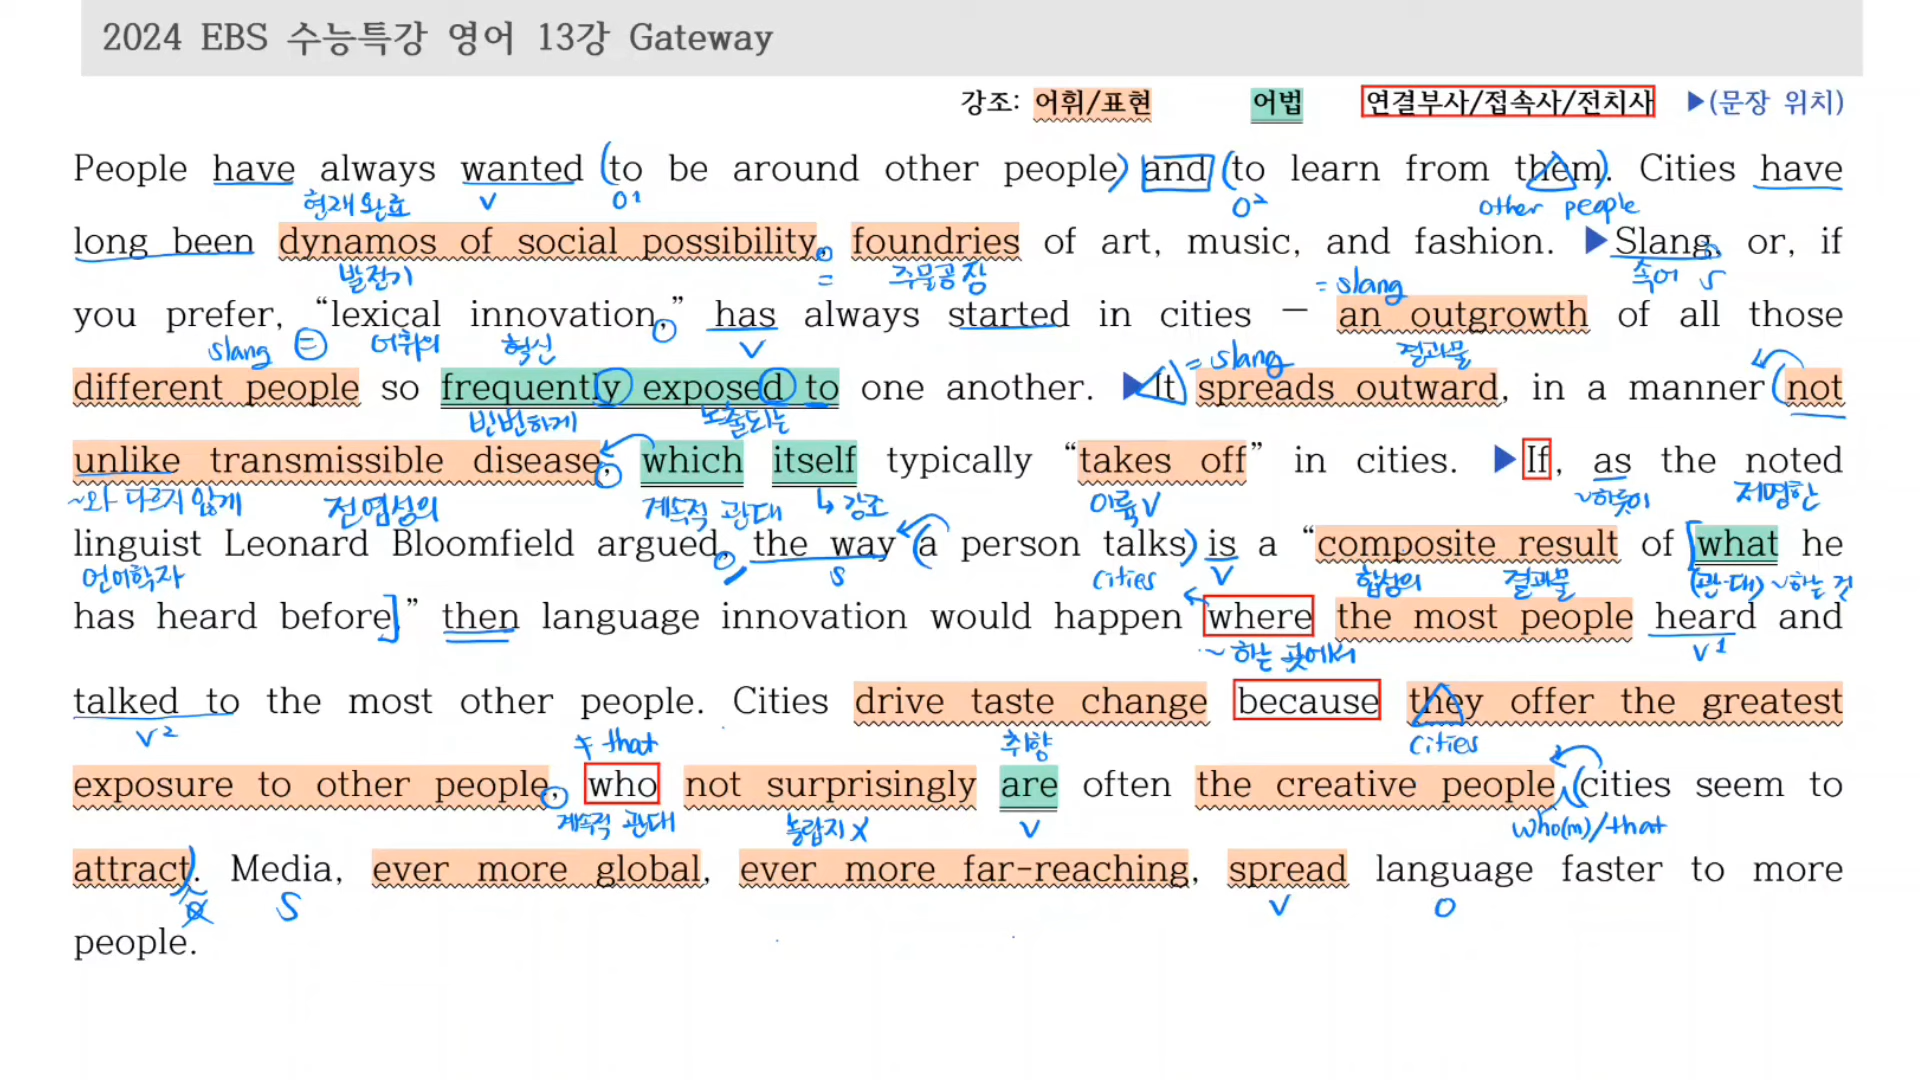 2024 EBS 수능특강 영어 13강 Gateway
강조: 어휘/표현 어법 연결부사/접속사/전치사 ▶(문장 위치)
People have always wanted (to be around other people) and (to learn from them). Cities have
현재완료 V O1 O2 other people
long been dynamos of social possibility, foundries of art, music, and fashion. ▶Slang, or, if
발전기 = 주물공장 = slang 속어 S
you prefer, “lexical innovation,” has always started in cities – an outgrowth of all those
slang = 어휘의 혁신 V = slang 결과물
different people so frequently exposed to one another. ▶It spreads outward, in a manner (not
빈번하게 노출되는
unlike transmissible disease, which itself typically “takes off” in cities. ▶If, as the noted
~와 다르지 않게 전염성의 계속적 관대 ↳ 강조 이륙V ~하듯이 저명한
linguist Leonard Bloomfield argued, the way (a person talks) is a “composite result of [what he
언어학자 S cities V 합성의 결과물 (관·대) ~하는 것
has heard before]” then language innovation would happen where the most people heard and
~하는 곳에서 V1
talked to the most other people. Cities drive taste change because they offer the greatest
V2 ≠ that 취향 cities
exposure to other people, who not surprisingly are often the creative people, (cities seem to
계속적 관대 놀랍지 X V who(m)/that
attract). Media, ever more global, ever more far-reaching, spread language faster to more
S V O
people.